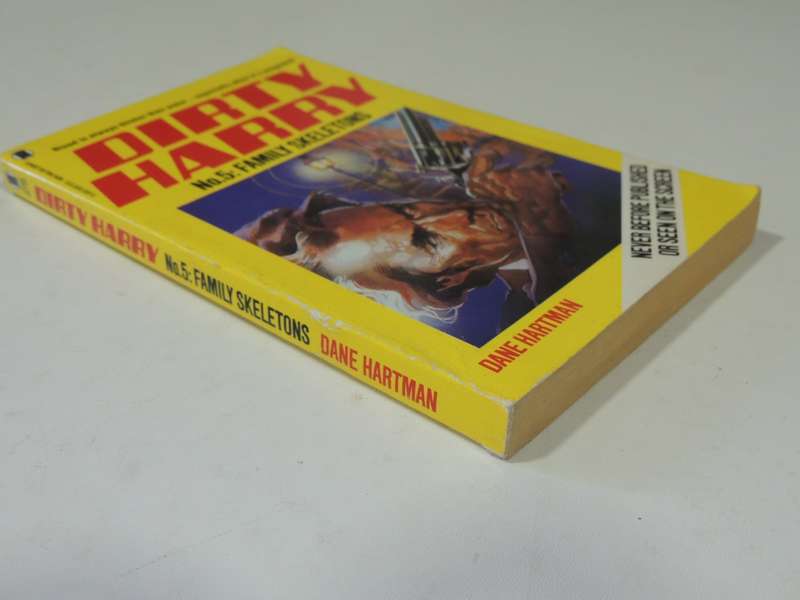 DIRTY
HARRY
No.5: FAMILY SKELETONS
NEVER BEFORE PUBLISHED
OR SEEN ON THE SCREEN
DANE HARTMAN
DIRTY HARRY No.5: FAMILY SKELETONS DANE HARTMAN